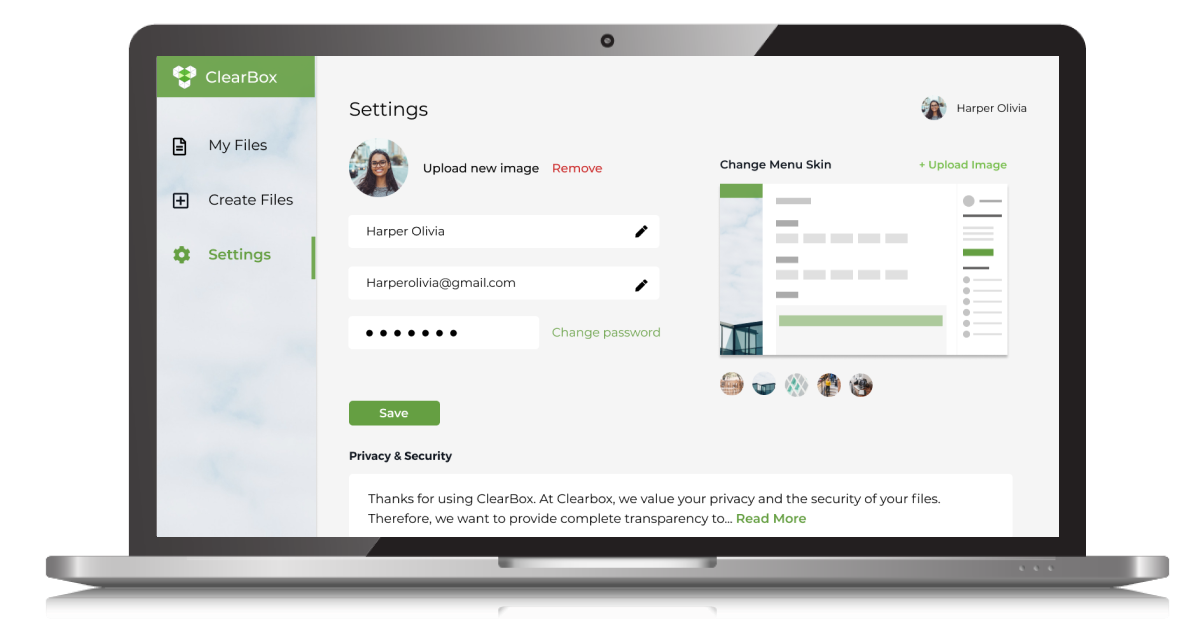 ClearBox
My Files
Create Files
Settings
Settings
Harper Olivia
Upload new image Remove
Harper Olivia
Harperolivia@gmail.com
Change password
Save
Change Menu Skin + Upload Image
Privacy & Security
Thanks for using ClearBox. At Clearbox, we value your privacy and the security of your files.
Therefore, we want to provide complete transparency to... Read More